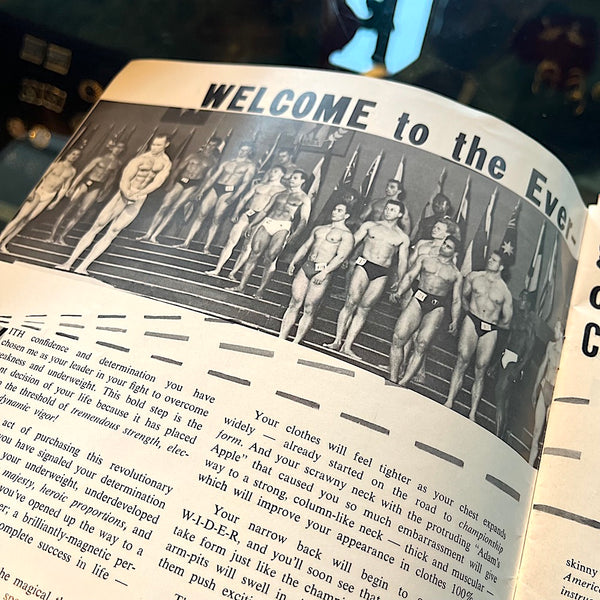 WELCOME to the Ever-
ITH confidence and determination you have
chosen me as your leader in your fight to overcome
weakness and underweight. This bold step is the
decision of your life because it has placed
the threshold of tremendous strength, elec-
dynamic vigor!
act of purchasing this revolutionary
you have signaled your determination
your underweight, underdeveloped
majesty, heroic proportions, and
you've opened up the way to a
a brilliantly-magnetic per-
complete success in life —
the magical
Your clothes will feel tighter as your chest expands
widely — already started on the road to championship
form. And your scrawny neck with the protruding "Adam's
Apple" that caused you so much embarrassment will give
way to a strong, column-like neck — thick and muscular —
which will improve your appearance in clothes 100%.
Your narrow back will begin to
W-I-D-E-R, and you'll soon see that
take form just like the champi
arm-pits will swell in
them push exciti
C
skinny
Americ
instru